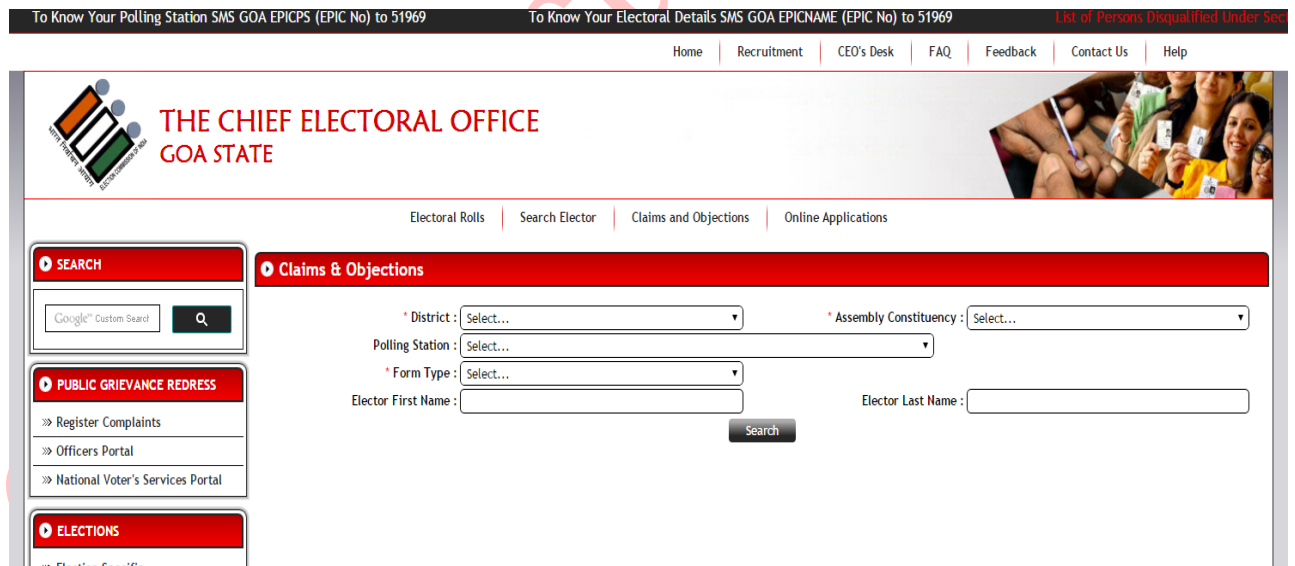 To Know Your Polling Station SMS GOA EPICPS (EPIC No) to 51969 To Know Your Electoral Details SMS GOA EPICNAME (EPIC No) to 51969 List of Persons Disqualified Under
Home Recruitment CEO's Desk FAQ Feedback Contact Us Help
THE CHIEF ELECTORAL OFFICE
GOA STATE
Electoral Rolls Search Elector Claims and Objections Online Applications
SEARCH
Google™ Custom Search
Claims & Objections
* District : Select... * Assembly Constituency : Select...
Polling Station : Select...
* Form Type : Select...
Elector First Name : Elector Last Name :
Search
PUBLIC GRIEVANCE REDRESS
Register Complaints
Officers Portal
National Voter's Services Portal
ELECTIONS